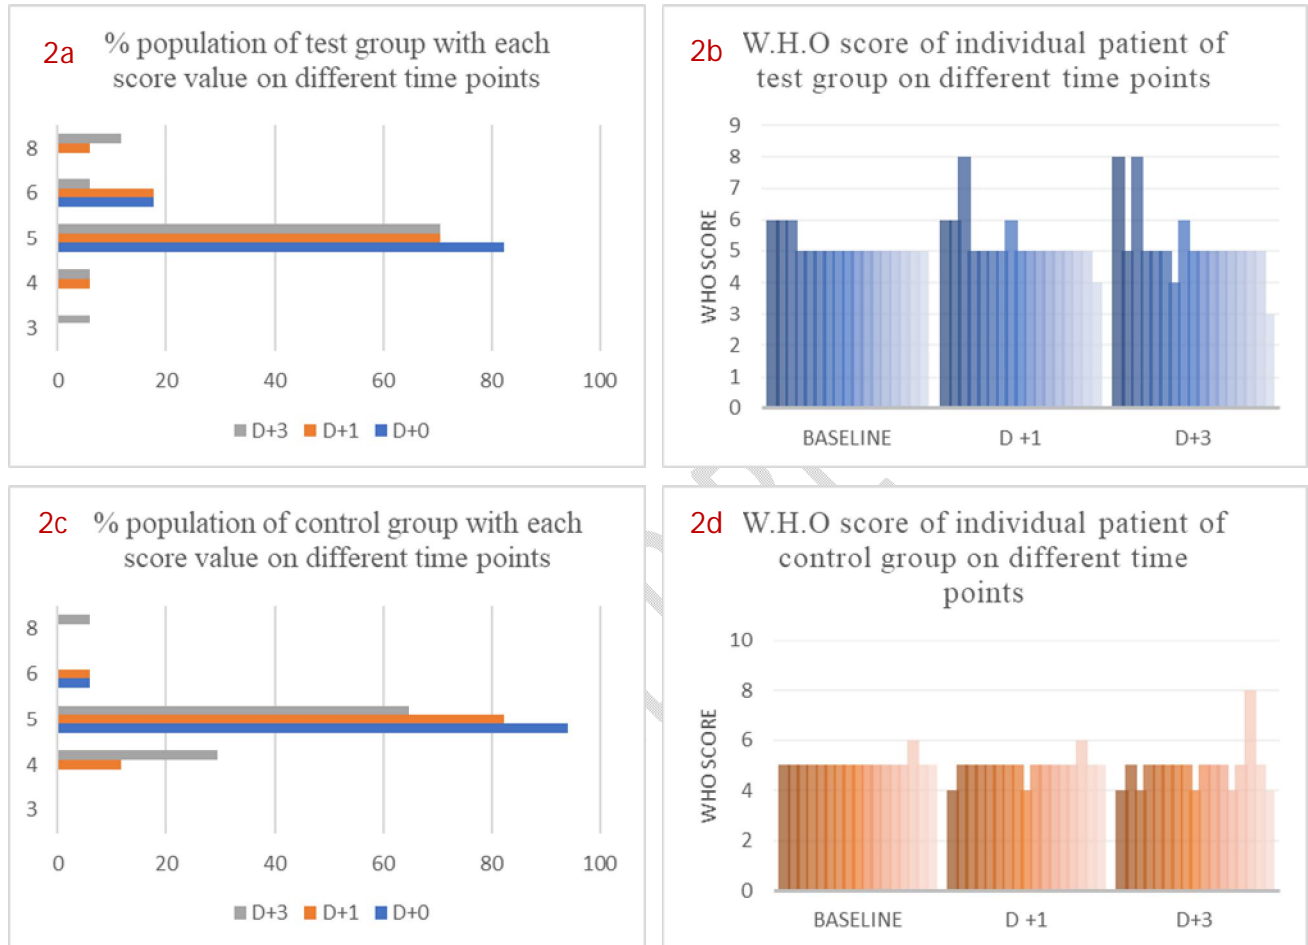 2a % population of test group with each
score value on different time points
8
6
5
4
3
0 20 40 60 80 100
D+3 D+1 D+0
2b W.H.O score of individual patient of
test group on different time points
WHO SCORE
9
8
7
6
5
4
3
2
1
0
BASELINE D +1 D+3
2c % population of control group with each
score value on different time points
8
6
5
4
3
0 20 40 60 80 100
D+3 D+1 D+0
2d W.H.O score of individual patient of
control group on different time
points
WHO SCORE
10
8
6
4
2
0
BASELINE D +1 D+3